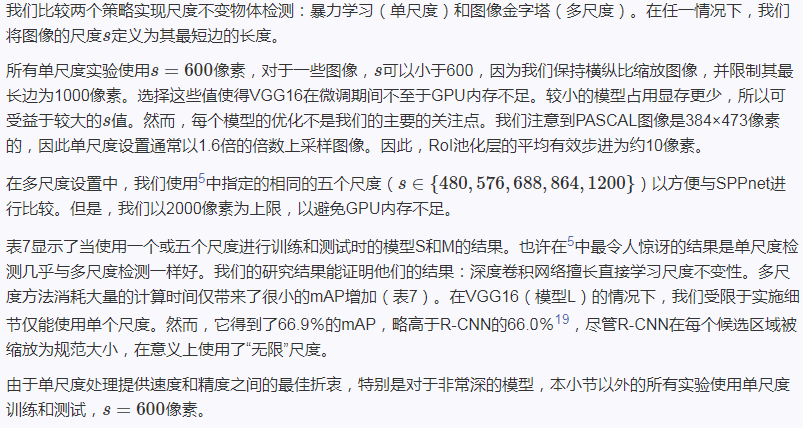 我们比较两个策略实现尺度不变物体检测：暴力学习（单尺度）和图像金字塔（多尺度）。在任一情况下，我们
将图像的尺度s定义为其最短边的长度。
所有单尺度实验使用s = 600像素，对于一些图像，s可以小于600，因为我们保持横纵比缩放图像，并限制其最
长边为1000像素。选择这些值使得VGG16在微调期间不至于GPU内存不足。较小的模型占用显存更少，所以可
受益于较大的s值。然而，每个模型的优化不是我们的主要的关注点。我们注意到PASCAL图像是384×473像素
的，因此单尺度设置通常以1.6倍的倍数上采样图像。因此，RoI池化层的平均有效步进为约10像素。
在多尺度设置中，我们使用5中指定的相同的五个尺度（s ∈ {480, 576, 688, 864, 1200}）以方便与SPPnet进
行比较。但是，我们以2000像素为上限，以避免GPU内存不足。
表7显示了当使用一个或五个尺度进行训练和测试时的模型S和M的结果。也许在5中最令人惊讶的结果是单尺度检
测几乎与多尺度检测一样好。我们的研究结果能证明他们的结果：深度卷积网络擅长直接学习尺度不变性。多尺
度方法消耗大量的计算时间仅带来了很小的mAP增加（表7）。在VGG16（模型L）的情况下，我们受限于实施细
节仅能使用单个尺度。然而，它得到了66.9%的mAP，略高于R-CNN的66.0%19，尽管R-CNN在每个候选区域被
缩放为规范大小，在意义上使用了“无限”尺度。
由于单尺度处理提供速度和精度之间的最佳折衷，特别是对于非常深的模型，本小节以外的所有实验使用单尺度
训练和测试，s = 600像素。